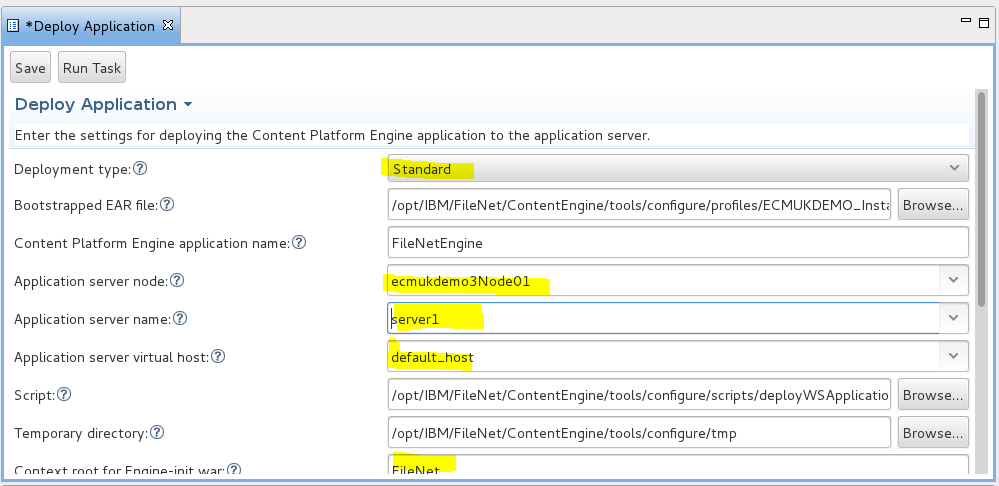 *Deploy Application
Save Run Task
Deploy Application
Enter the settings for deploying the Content Platform Engine application to the application server.
Deployment type: Standard
Bootstrapped EAR file: /opt/IBM/FileNet/ContentEngine/tools/configure/profiles/ECMUKDEMO_Insta Browse...
Content Platform Engine application name: FileNetEngine
Application server node: ecmukdemo3Node01
Application server name: server1
Application server virtual host: default_host
Script: /opt/IBM/FileNet/ContentEngine/tools/configure/scripts/deployWSApplicatio Browse...
Temporary directory: /opt/IBM/FileNet/ContentEngine/tools/configure/tmp Browse...
Context root for Engine-init war: FileNet